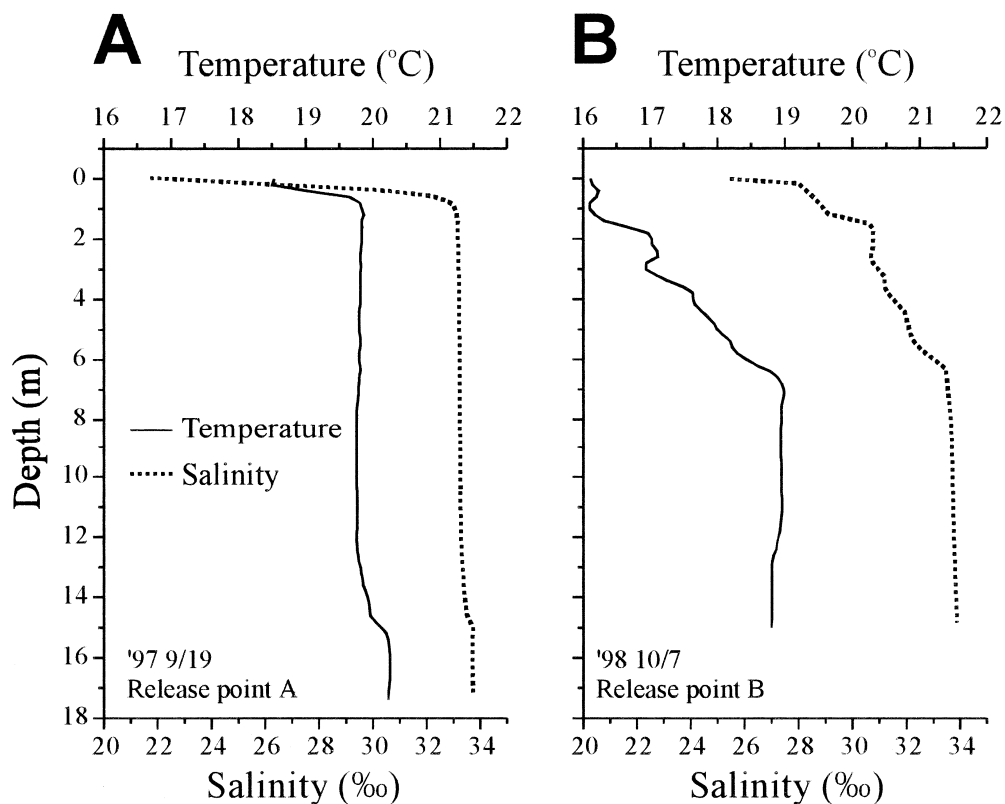 A
Temperature (°C)
16 17 18 19 20 21 22
0
2
4
6
8
10
12
14
16
18
Depth (m)
Temperature
Salinity
'97 9/19
Release point A
20 22 24 26 28 30 32 34
Salinity (‰)
B
Temperature (°C)
16 17 18 19 20 21 22
'98 10/7
Release point B
20 22 24 26 28 30 32 34
Salinity (‰)